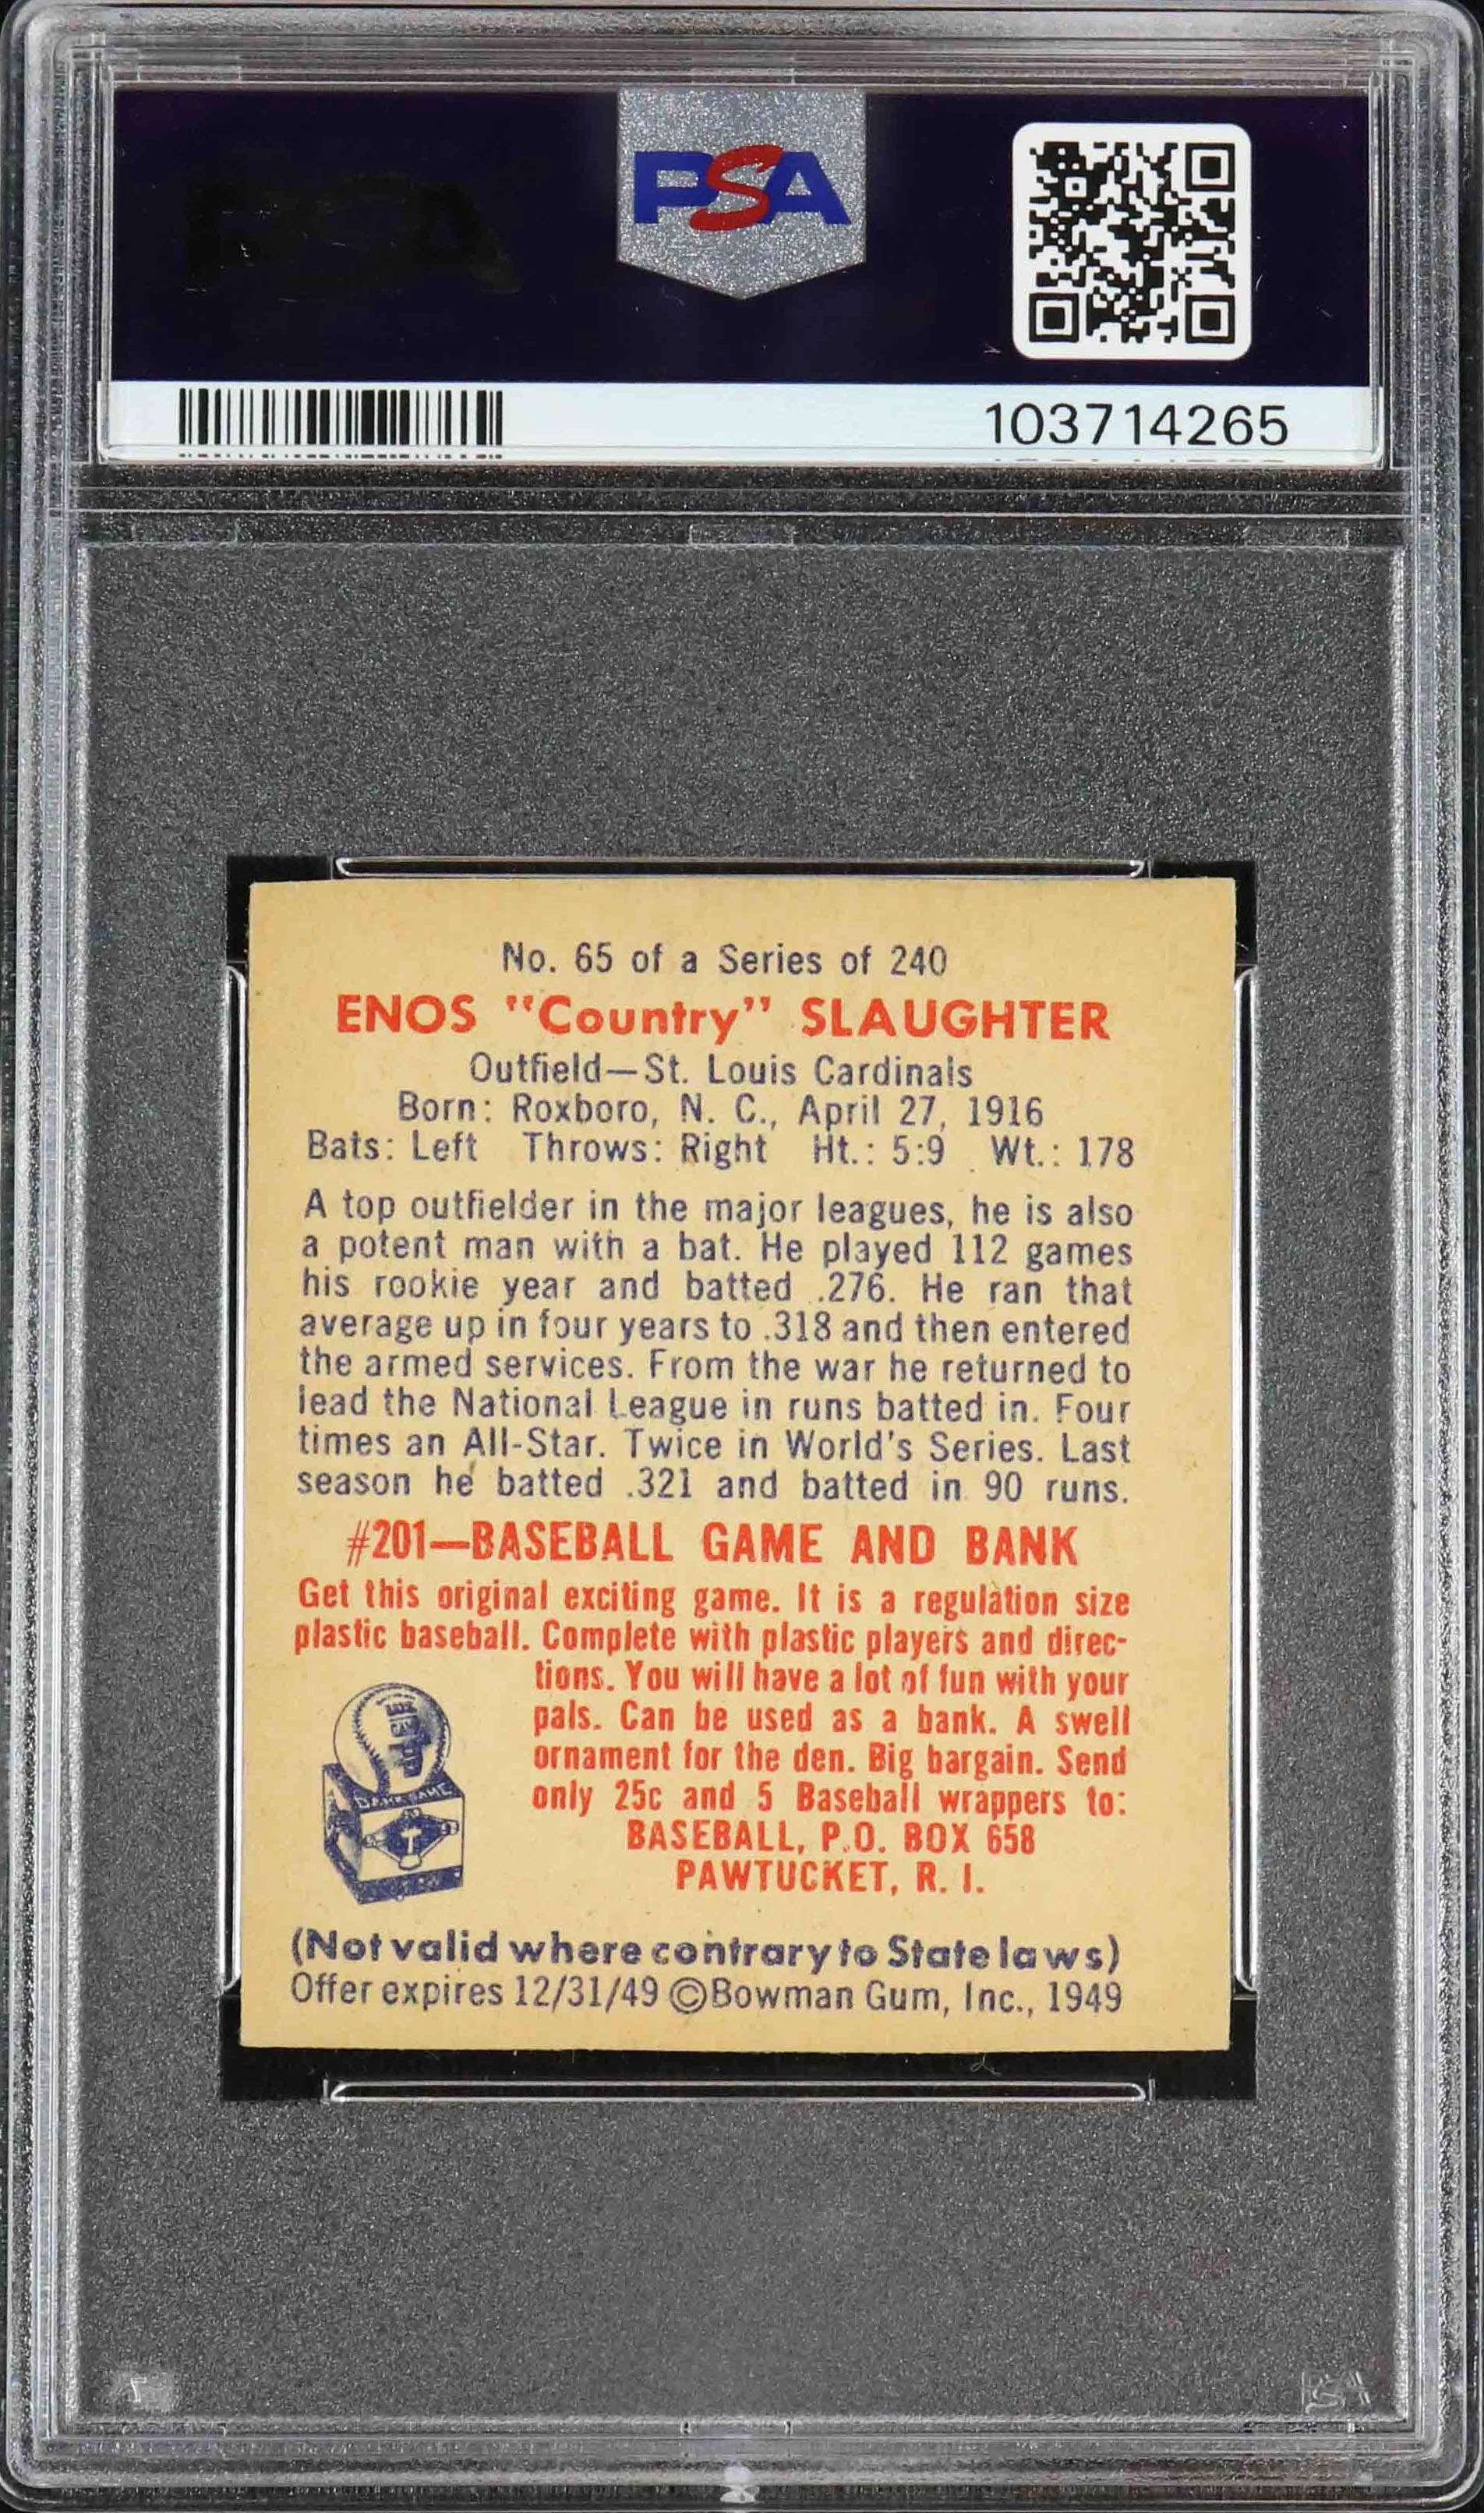 PSA
103714265
No. 65 of a Series of 240
ENOS "Country" SLAUGHTER
Outfield—St. Louis Cardinals
Born: Roxboro, N. C., April 27, 1916
Bats: Left Throws: Right Ht.: 5:9 Wt.: 178
A top outfielder in the major leagues, he is also
a potent man with a bat. He played 112 games
his rookie year and batted .276. He ran that
average up in four years to .318 and then entered
the armed services. From the war he returned to
lead the National League in runs batted in. Four
times an All-Star. Twice in World's Series. Last
season he batted .321 and batted in 90 runs.
#201—BASEBALL GAME AND BANK
Get this original exciting game. It is a regulation size
plastic baseball. Complete with plastic players and direc-
tions. You will have a lot of fun with your
pals. Can be used as a bank. A swell
ornament for the den. Big bargain. Send
only 25c and 5 Baseball wrappers to:
BASEBALL, P.O. BOX 658
PAWTUCKET, R. I.
(Not valid where contrary to State laws)
Offer expires 12/31/49 ©Bowman Gum, Inc., 1949
PSA